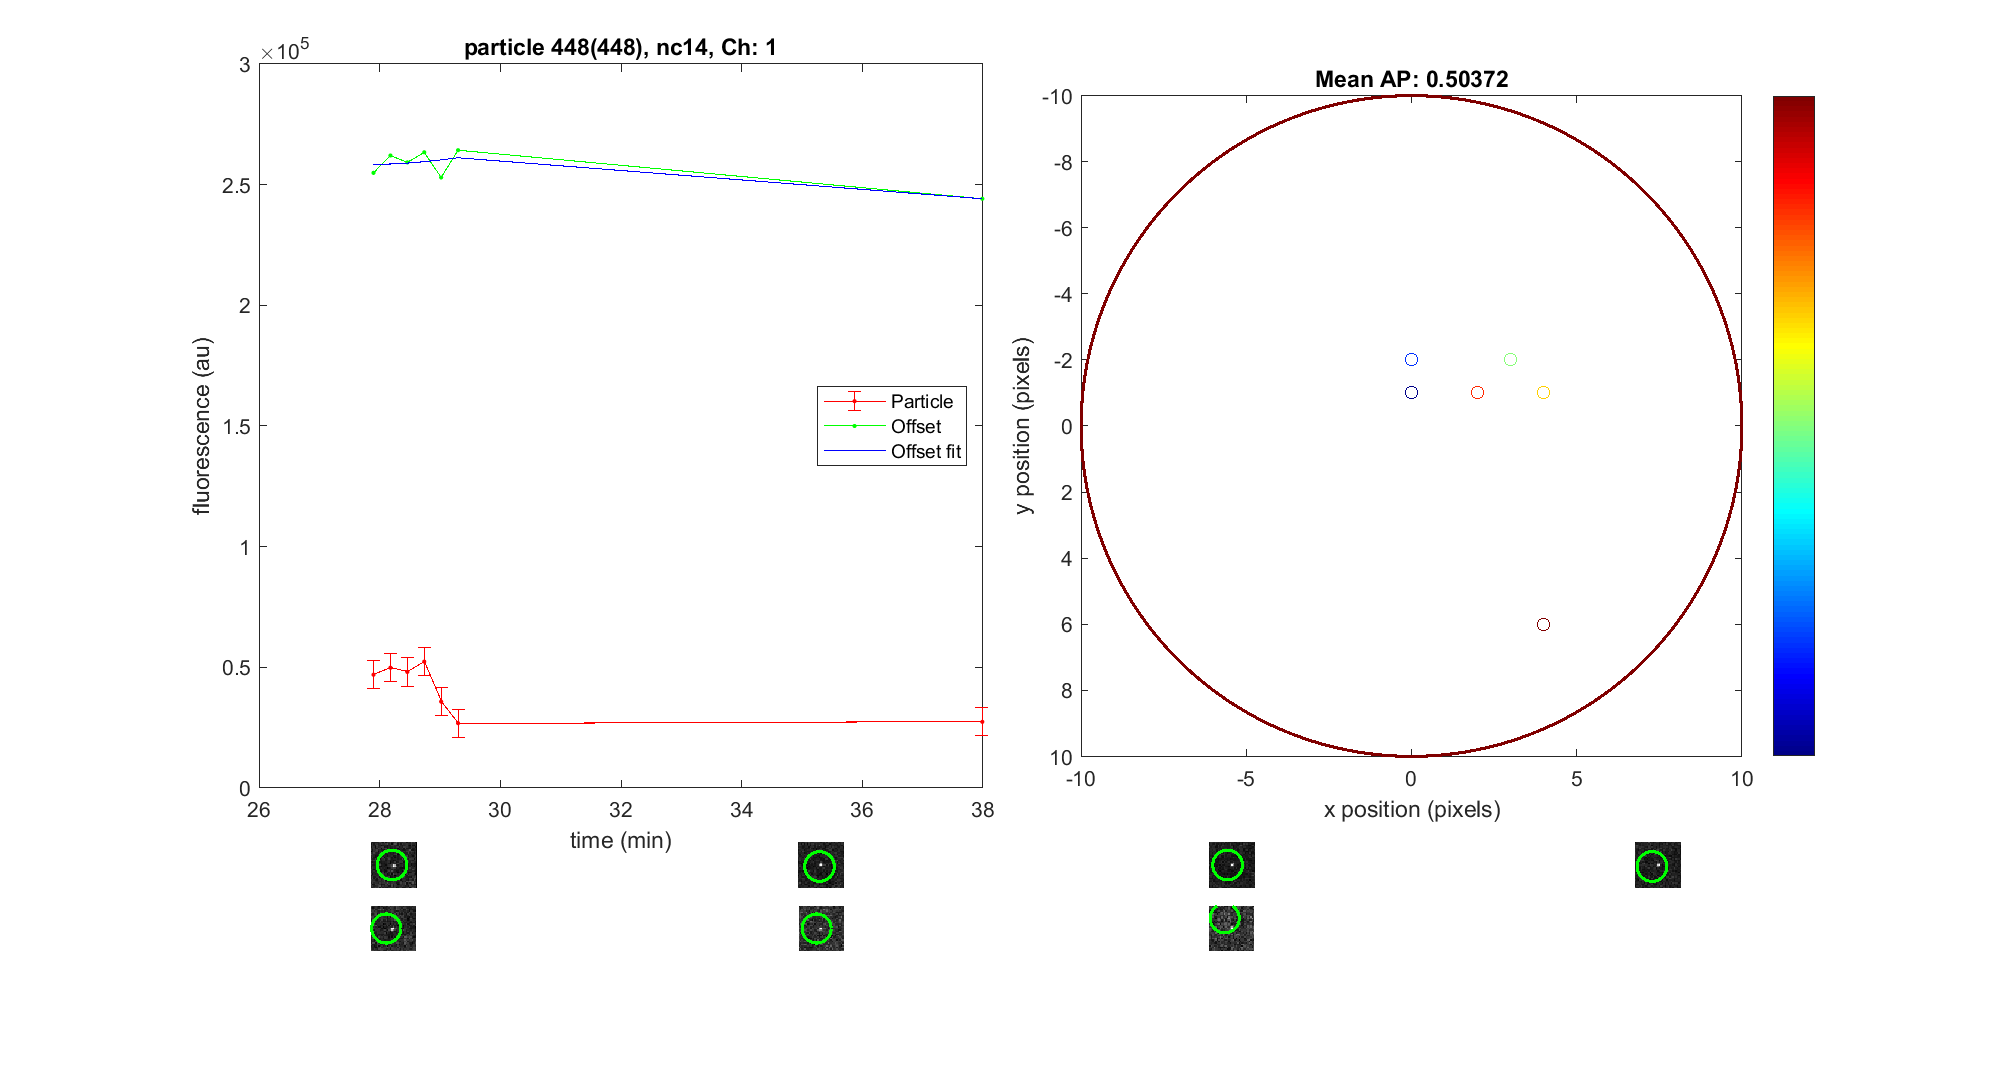 particle 448(448), nc14, Ch: 1
×10^5
3
2.5
2
1.5
1
0.5
0
fluorescence (au)
26 28 30 32 34 36 38
time (min)
Particle
Offset
Offset fit
Mean AP: 0.50372
-10
-8
-6
-4
-2
0
2
4
6
8
10
y position (pixels)
-10 -5 0 5 10
x position (pixels)